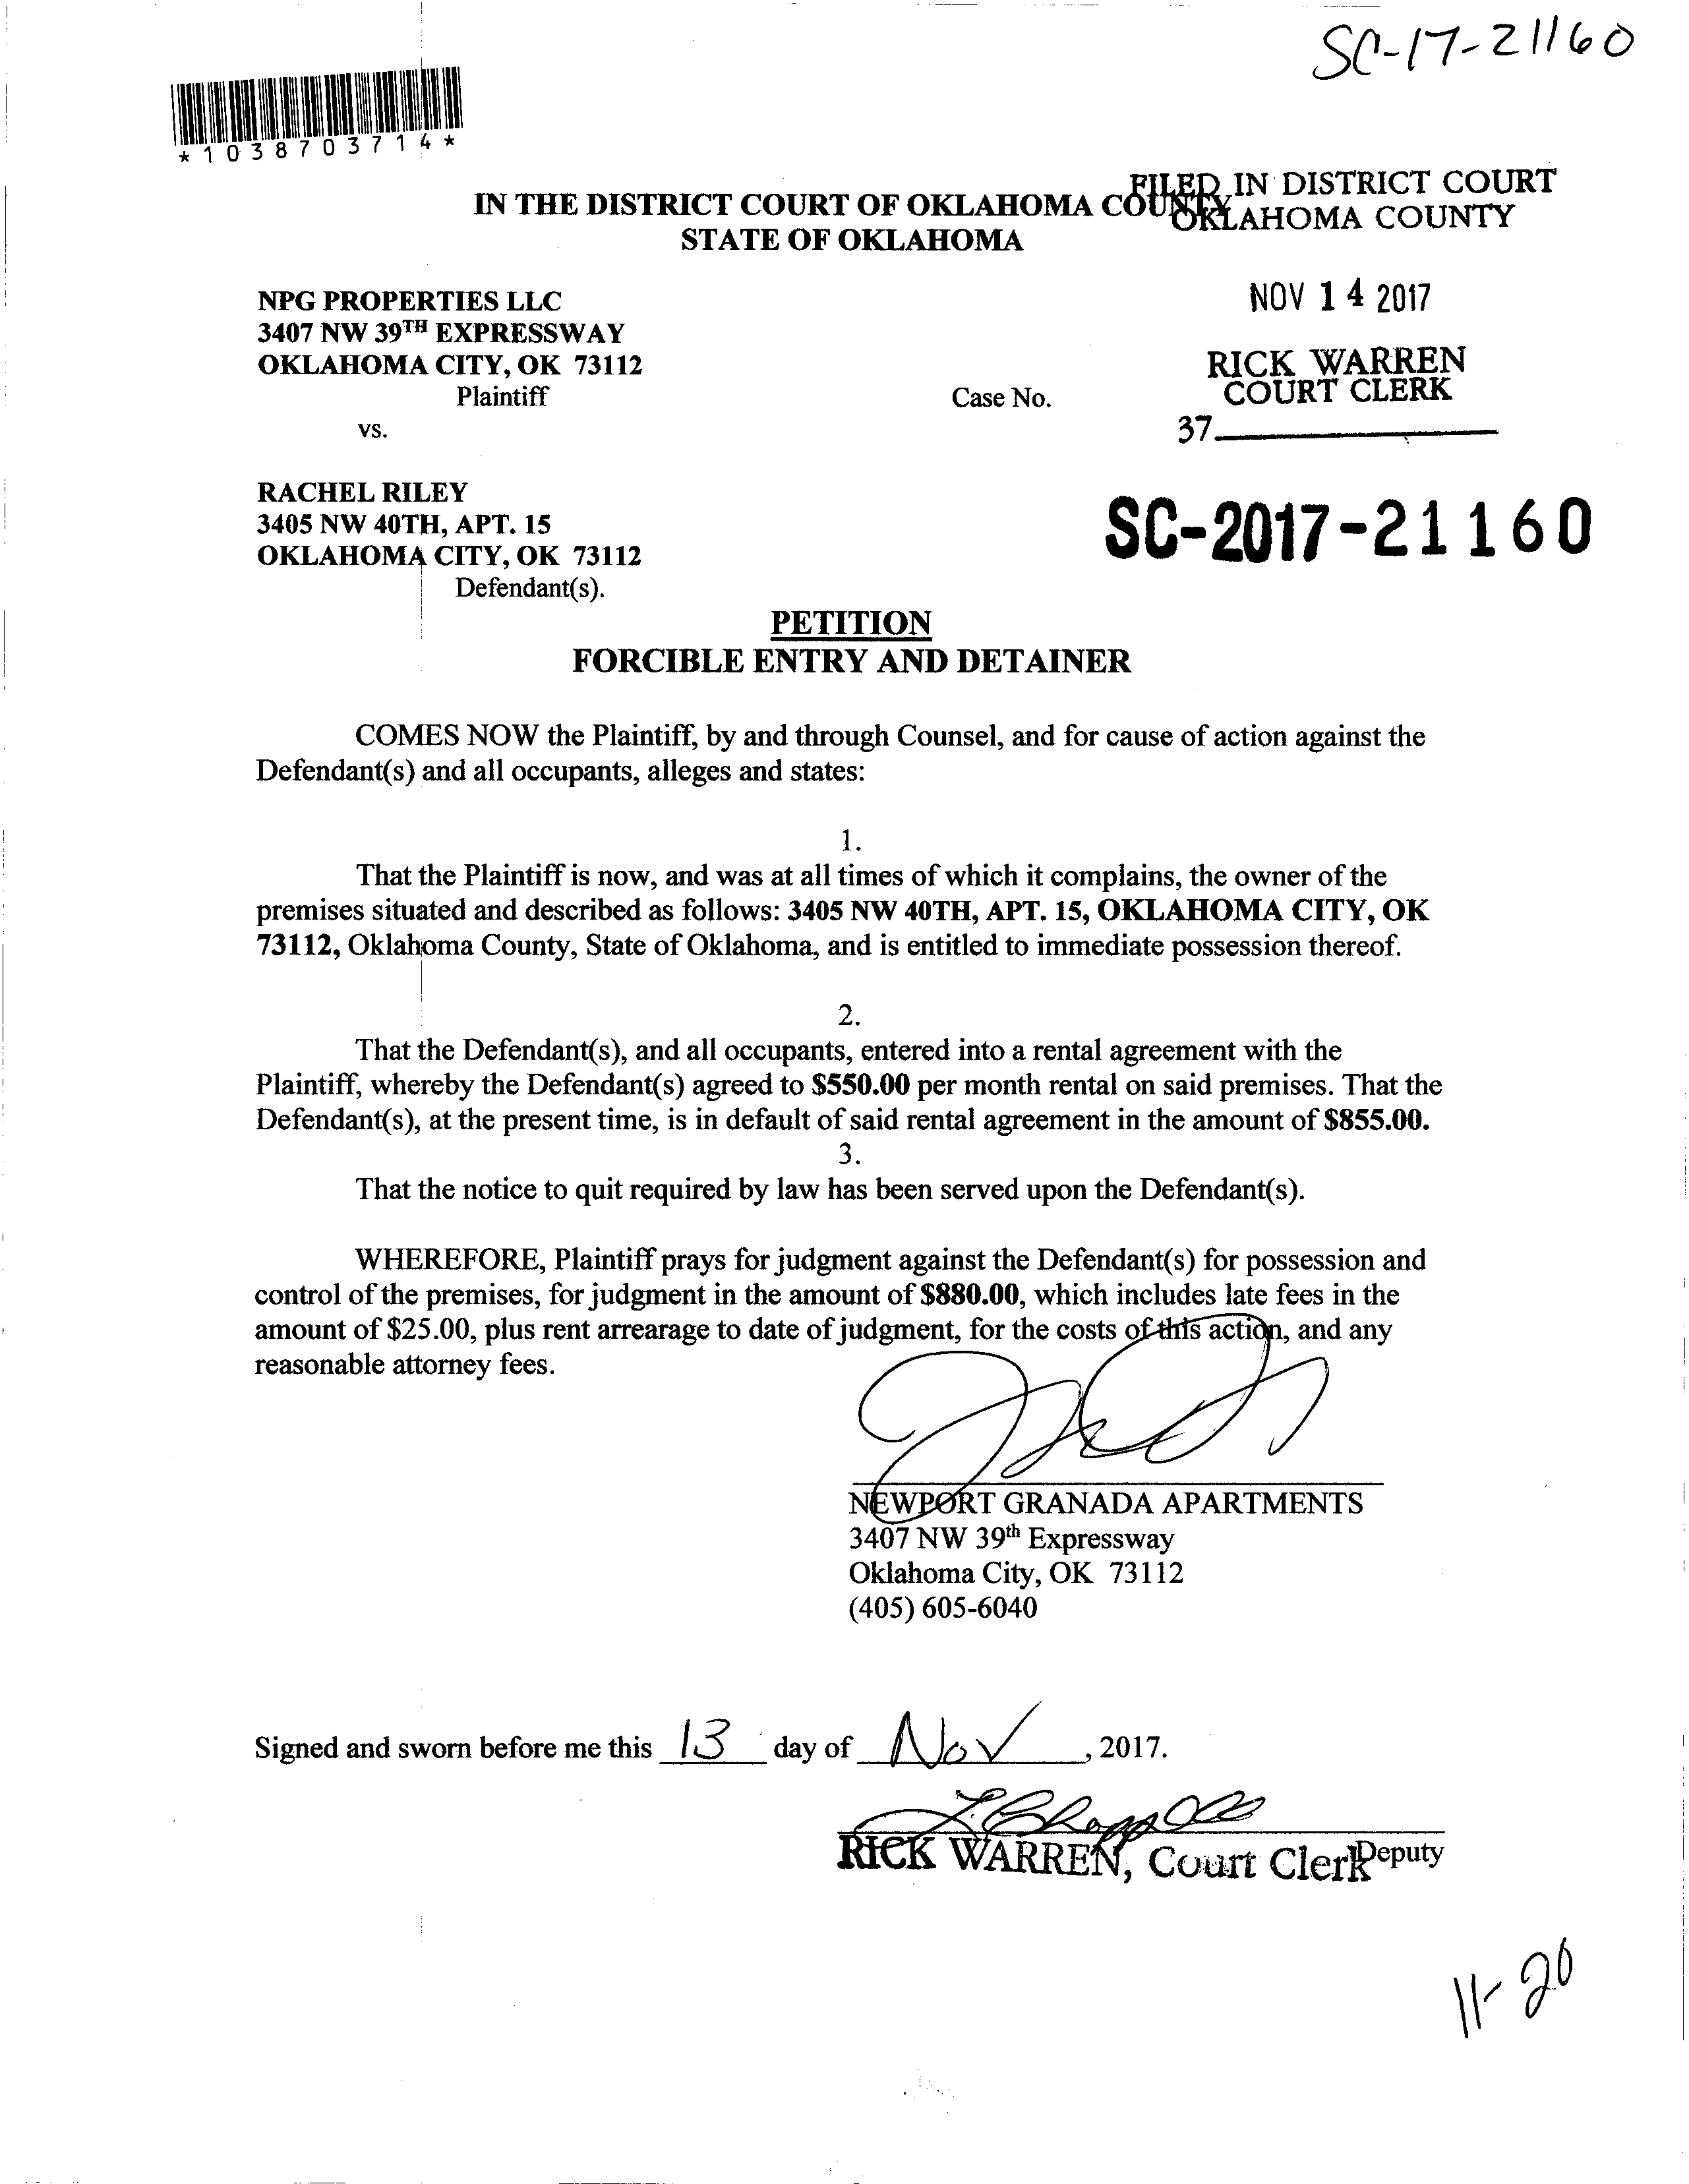 SC-17-21160
*1038703714*
IN THE DISTRICT COURT OF OKLAHOMA COUNTY
STATE OF OKLAHOMA
FILED IN DISTRICT COURT
OKLAHOMA COUNTY
NOV 14 2017
RICK WARREN
COURT CLERK
37
NPG PROPERTIES LLC
3407 NW 39TH EXPRESSWAY
OKLAHOMA CITY, OK 73112
Plaintiff
Case No.
vs.
RACHEL RILEY
3405 NW 40TH, APT. 15
OKLAHOMA CITY, OK 73112
Defendant(s).
SC-2017-21160
PETITION
FORCIBLE ENTRY AND DETAINER
COMES NOW the Plaintiff, by and through Counsel, and for cause of action against the
Defendant(s) and all occupants, alleges and states:
1.
That the Plaintiff is now, and was at all times of which it complains, the owner of the
premises situated and described as follows: 3405 NW 40TH, APT. 15, OKLAHOMA CITY, OK
73112, Oklahoma County, State of Oklahoma, and is entitled to immediate possession thereof.
2.
That the Defendant(s), and all occupants, entered into a rental agreement with the
Plaintiff, whereby the Defendant(s) agreed to $550.00 per month rental on said premises. That the
Defendant(s), at the present time, is in default of said rental agreement in the amount of $855.00.
3.
That the notice to quit required by law has been served upon the Defendant(s).
WHEREFORE, Plaintiff prays for judgment against the Defendant(s) for possession and
control of the premises, for judgment in the amount of $880.00, which includes late fees in the
amount of $25.00, plus rent arrearage to date of judgment, for the costs of this action, and any
reasonable attorney fees.
NEWPORT GRANADA APARTMENTS
3407 NW 39th Expressway
Oklahoma City, OK 73112
(405) 605-6040
Signed and sworn before me this 13 day of Nov, 2017.
RICK WARREN, Court Clerk
Deputy
11-20